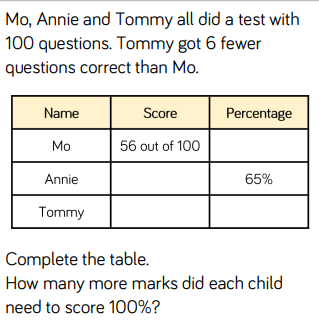 Mo, Annie and Tommy all did a test with
100 questions. Tommy got 6 fewer
questions correct than Mo.
Name Score Percentage
Mo 56 out of 100
Annie 65%
Tommy
Complete the table.
How many more marks did each child
need to score 100%?